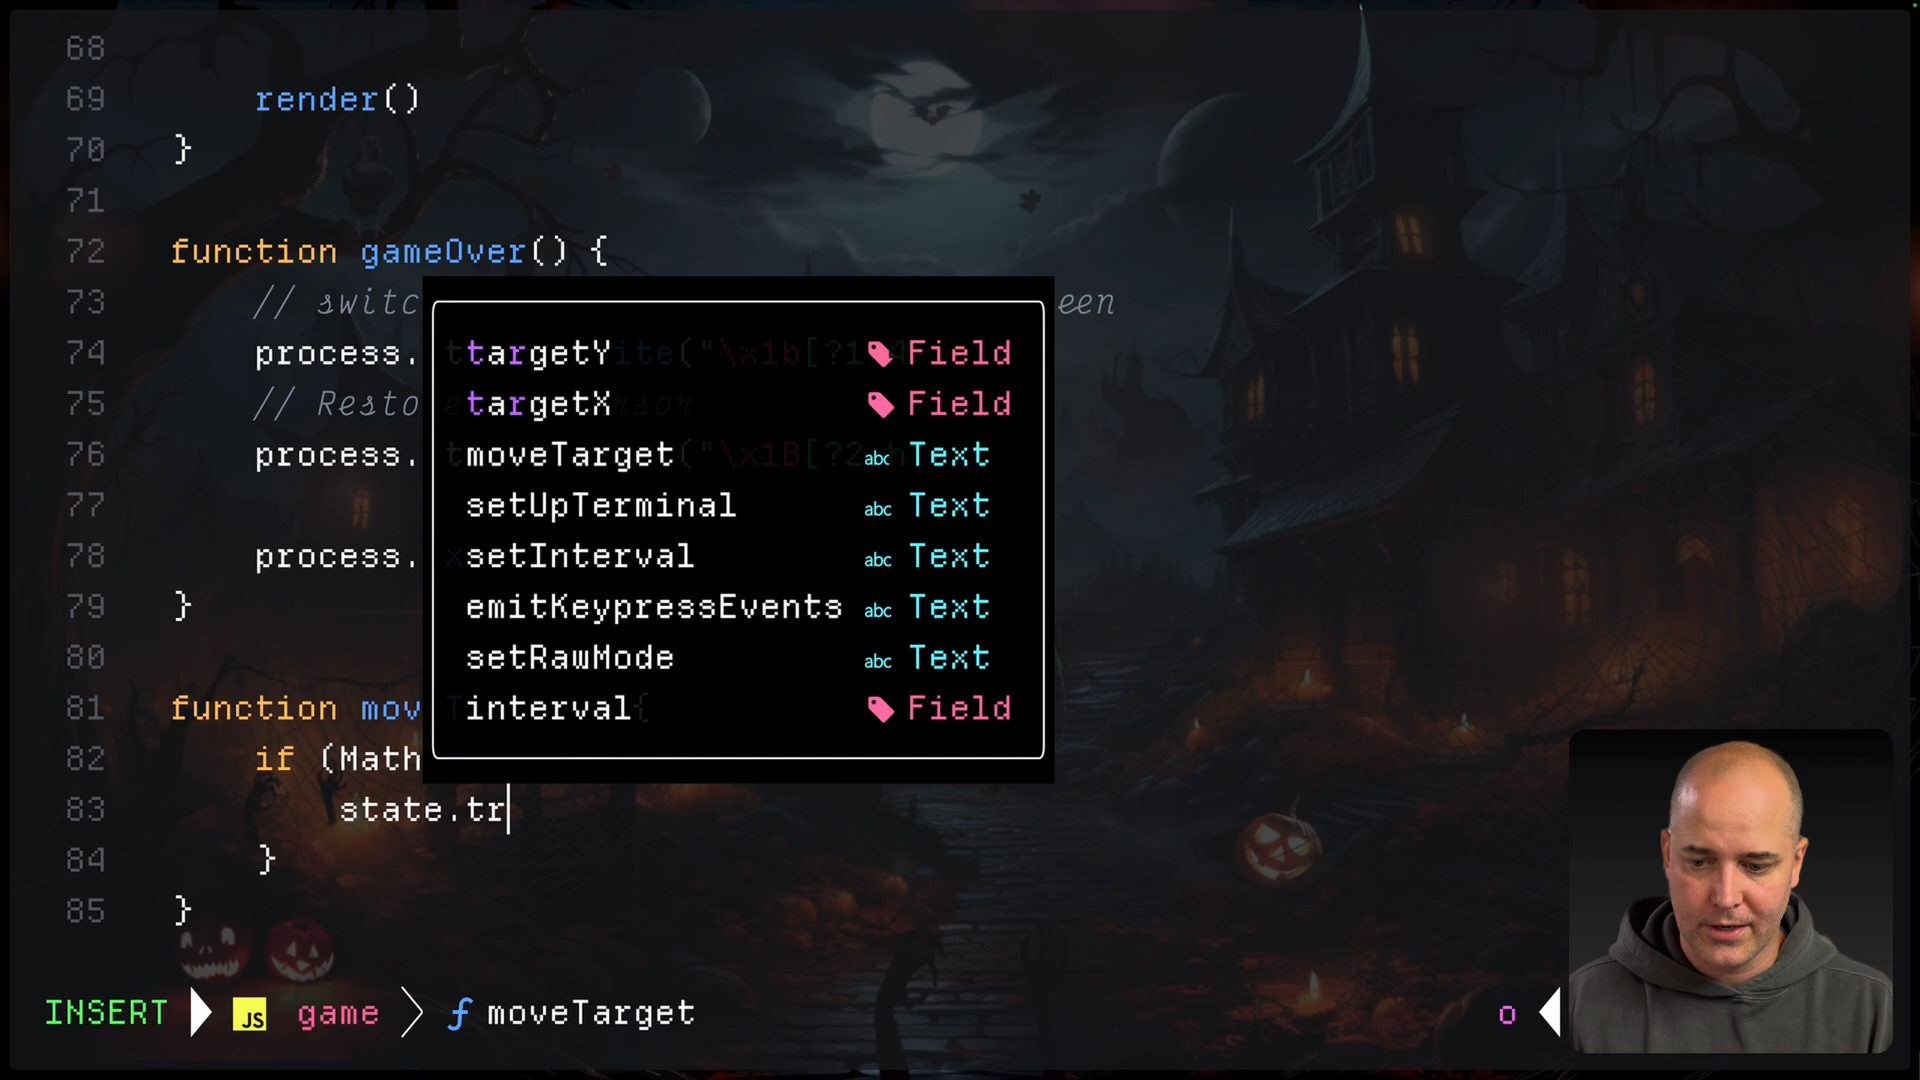 68
69 render()
70 }
71
72 function gameOver() {
73 // switc een
74 process. targetY Field
75 // Resto targetX Field
76 process. moveTarget abc Text
77 setUpTerminal abc Text
78 process. setInterval abc Text
79 } emitKeypressEvents abc Text
80 setRawMode abc Text
81 function mov interval Field
82 if (Math
83 state.tr
84 }
85 }
INSERT JS game ƒ moveTarget o